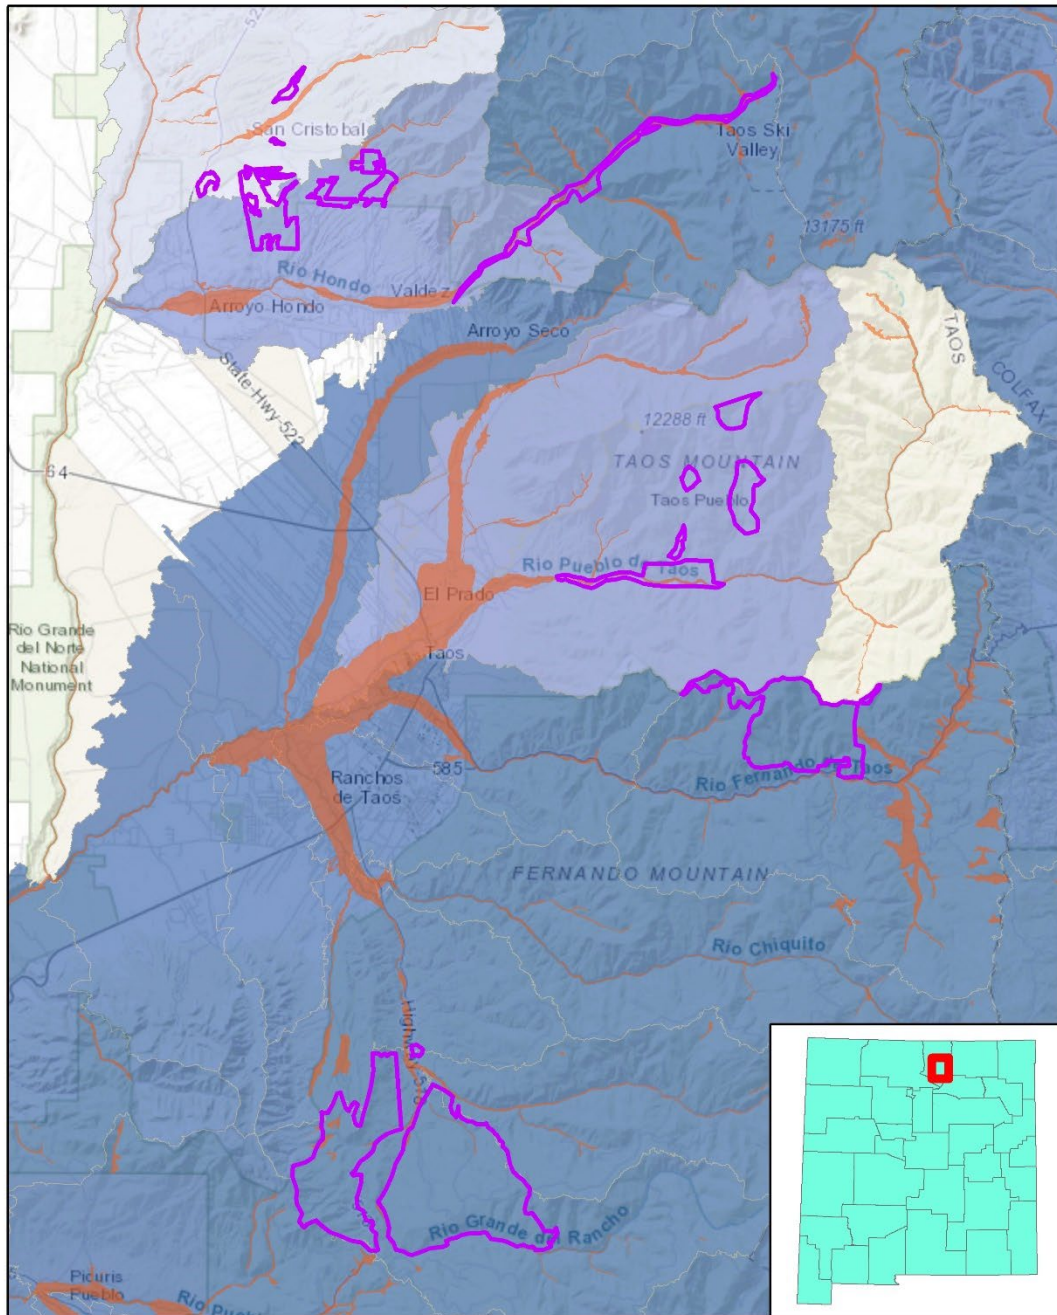 522
San Cristobal
Taos Ski
Valley
13175 ft
Rio Hondo
Valdez
Arroyo Hondo
Arroyo Seco
TAOS
COLFAX
State Hwy 522
64
12288 ft
TAOS MOUNTAIN
Taos Pueblo
Rio Pueblo de Taos
El Prado
Rio Grande
del Norte
National
Monument
Taos
585
Ranchos
de Taos
Rio Fernando de Taos
FERNANDO MOUNTAIN
Rio Chiquito
Highway 518
Rio Grande del Rancho
Picuris
Pueblo
Rio Pueblo